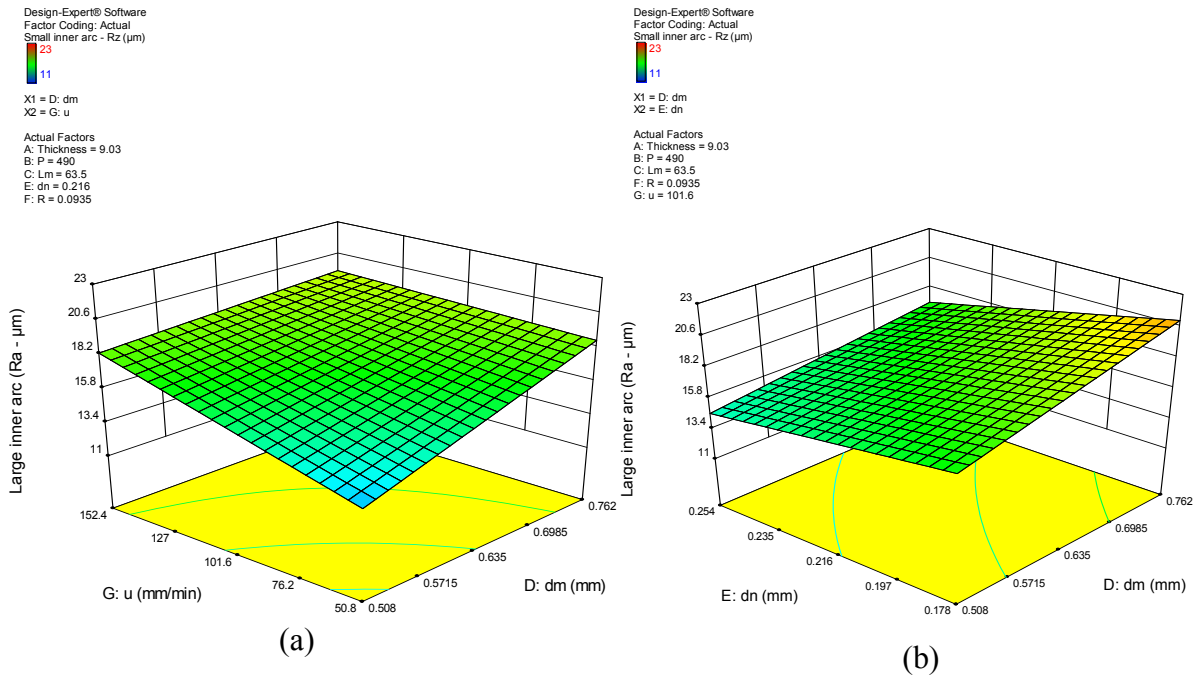 Design-Expert® Software
Factor Coding: Actual
Small inner arc - Rz (µm)
23
11
X1 = D: dm
X2 = G: u
Actual Factors
A: Thickness = 9.03
B: P = 490
C: Lm = 63.5
E: dn = 0.216
F: R = 0.0935
23
20.6
18.2
15.8
13.4
11
Large inner arc (Ra - µm)
152.4
127
101.6
76.2
50.8
G: u (mm/min)
0.508
0.5715
0.635
0.6985
0.762
D: dm (mm)
(a)
Design-Expert® Software
Factor Coding: Actual
Small inner arc - Rz (µm)
23
11
X1 = D: dm
X2 = E: dn
Actual Factors
A: Thickness = 9.03
B: P = 490
C: Lm = 63.5
F: R = 0.0935
G: u = 101.6
23
20.6
18.2
15.8
13.4
11
Large inner arc (Ra - µm)
0.254
0.235
0.216
0.197
0.178
E: dn (mm)
0.508
0.5715
0.635
0.6985
0.762
D: dm (mm)
(b)